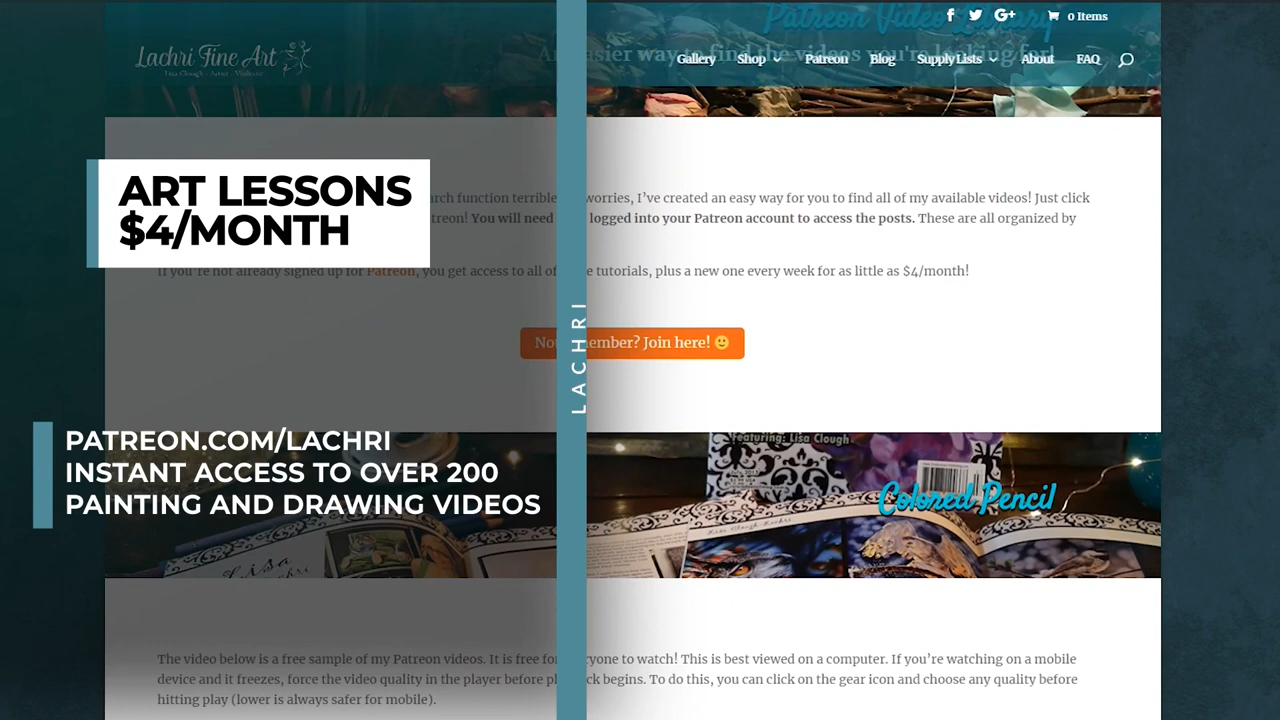 Patreon Video Library
0 Items
Lachri Fine Art
Lisa Clough - Artist - Website
easier way to find the videos you're looking for!
Gallery Shop Patreon Blog Supply Lists About FAQ
ART LESSONS
$4/MONTH
function terrible worries, I've created an easy way for you to find all of my available videos! Just click
You will need logged into your Patreon account to access the posts. These are all organized by
If you're not already signed up for Patreon, you get access to all of tutorials, plus a new one every week for as little as $4/month!
Join here!
LACHRI
PATREON.COM/LACHRI
INSTANT ACCESS TO OVER 200
PAINTING AND DRAWING VIDEOS
Featuring: Lisa Clough
Colored Pencil
Lisa
The video below is a free sample of my Patreon videos. It is free for to watch! This is best viewed on a computer. If you're watching on a mobile
device and it freezes, force the video quality in the player before begins. To do this, you can click on the gear icon and choose any quality before
hitting play (lower is always safer for mobile).